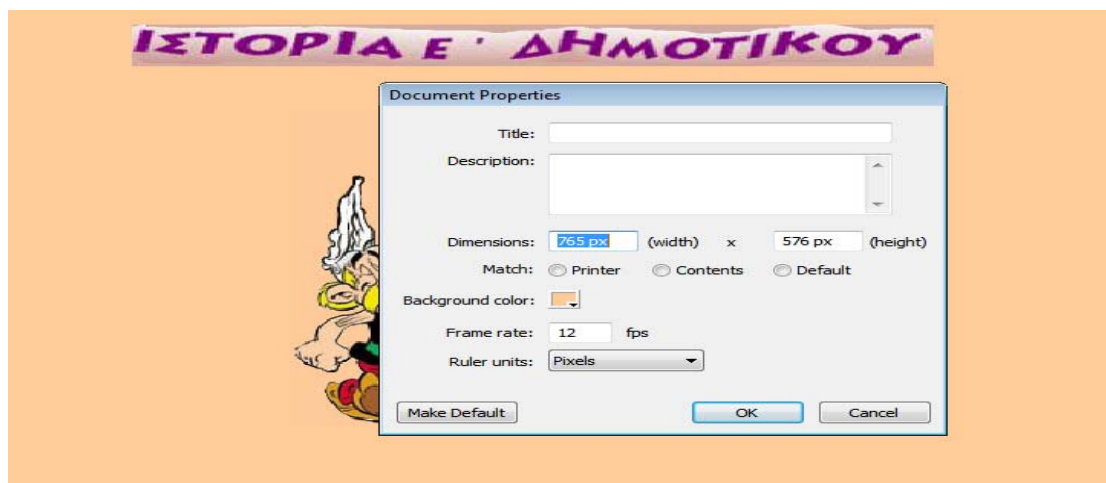 ΙΣΤΟΡΙΑ Ε ' ΔΗΜΟΤΙΚΟΥ
Document Properties
Title:
Description:
Dimensions: 765 px (width) x 576 px (height)
Match: Printer Contents Default
Background color:
Frame rate: 12 fps
Ruler units: Pixels
Make Default OK Cancel